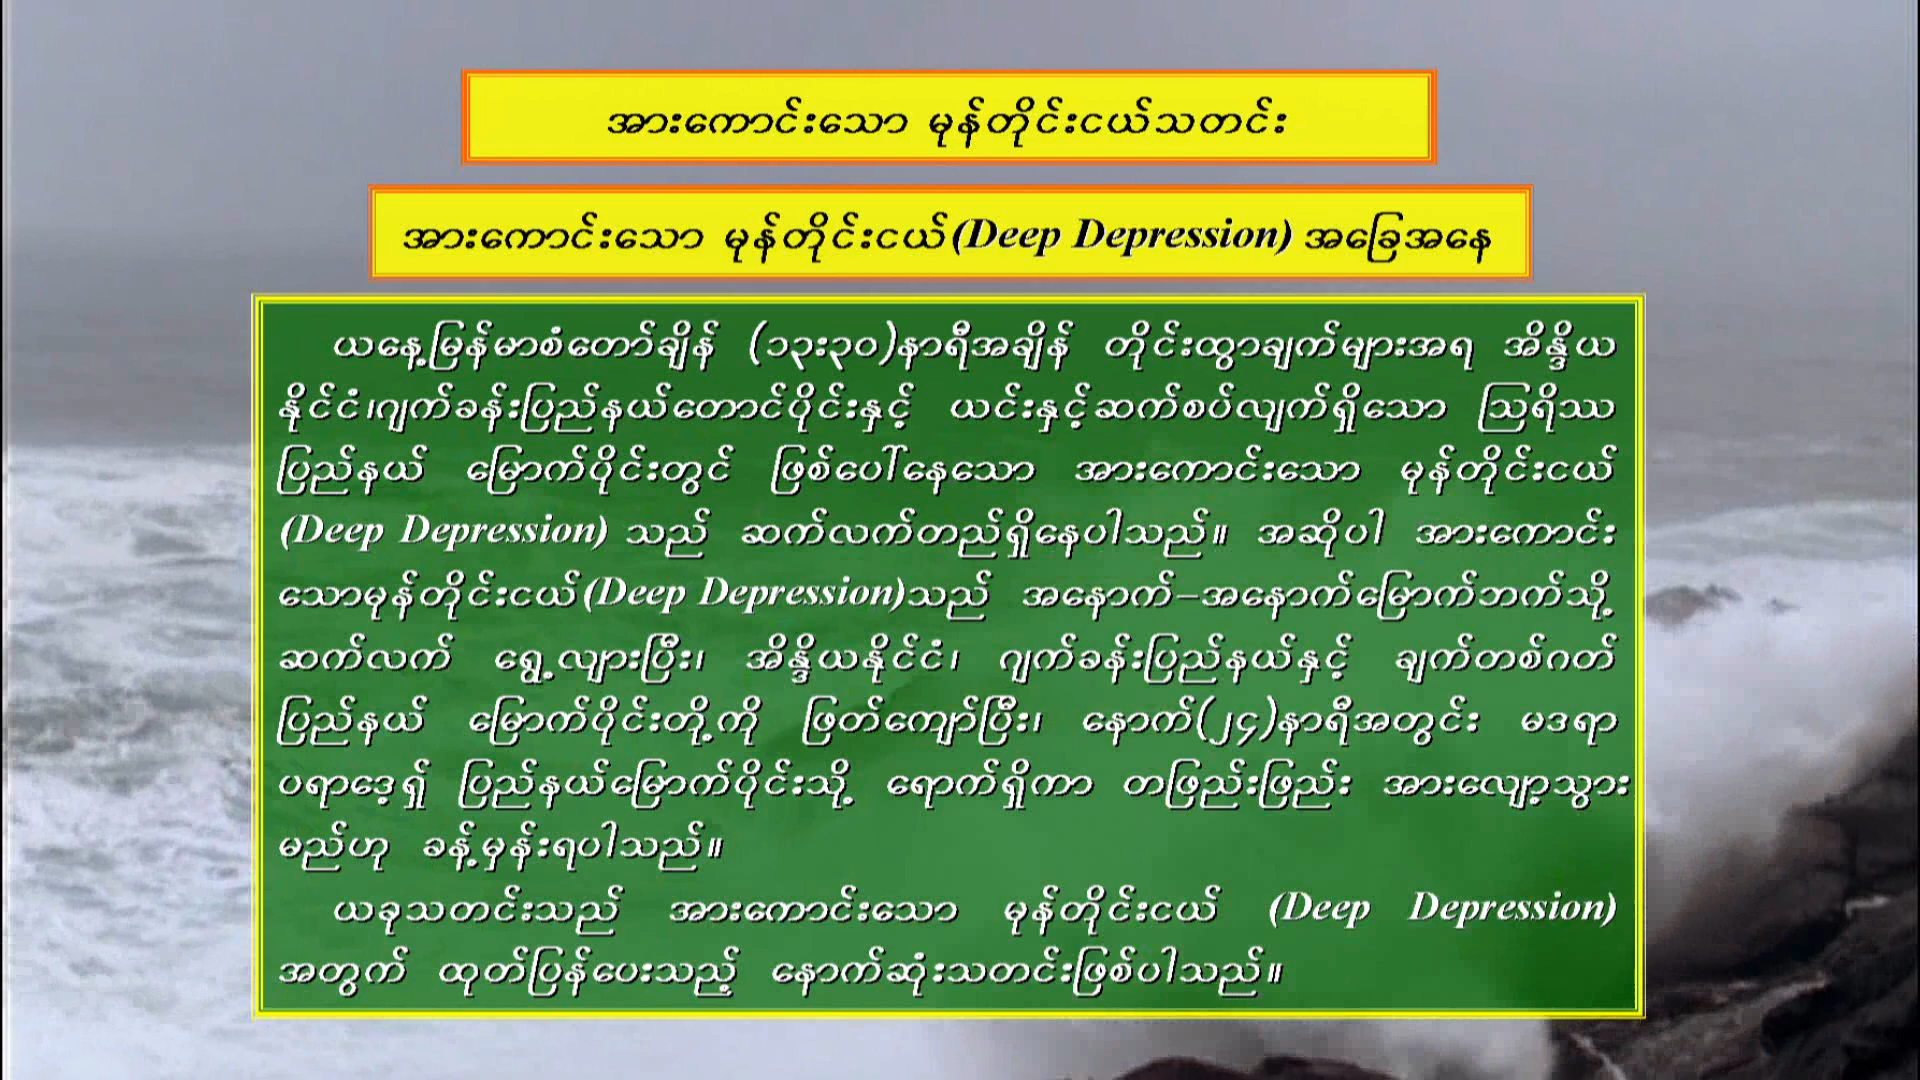 အားကောင်းသော မုန်တိုင်းငယ်သတင်း
အားကောင်းသော မုန်တိုင်းငယ်(Deep Depression) အခြေအနေ
ယနေ့မြန်မာစံတော်ချိန် (၁၃း၃၀)နာရီအချိန် တိုင်းထွာချက်များအရ အိန္ဒိယ
နိုင်ငံ၊ဂျက်ခန်းပြည်နယ်တောင်ပိုင်းနှင့် ယင်းနှင့်ဆက်စပ်လျက်ရှိသော ဩရိဿ
ပြည်နယ် မြောက်ပိုင်းတွင် ဖြစ်ပေါ်နေသော အားကောင်းသော မုန်တိုင်းငယ်
(Deep Depression) သည် ဆက်လက်တည်ရှိနေပါသည်။ အဆိုပါ အားကောင်း
သောမုန်တိုင်းငယ်(Deep Depression)သည် အနောက်–အနောက်မြောက်ဘက်သို့
ဆက်လက် ရွေ့လျားပြီး၊ အိန္ဒိယနိုင်ငံ၊ ဂျက်ခန်းပြည်နယ်နှင့် ချက်တစ်ဂတ်
ပြည်နယ် မြောက်ပိုင်းတို့ကို ဖြတ်ကျော်ပြီး၊ နောက်(၂၄)နာရီအတွင်း မဒရာ
ပရာဒေ့ရှ် ပြည်နယ်မြောက်ပိုင်းသို့ ရောက်ရှိကာ တဖြည်းဖြည်း အားလျော့သွား
မည်ဟု ခန့်မှန်းရပါသည်။
ယခုသတင်းသည် အားကောင်းသော မုန်တိုင်းငယ် (Deep Depression)
အတွက် ထုတ်ပြန်ပေးသည့် နောက်ဆုံးသတင်းဖြစ်ပါသည်။